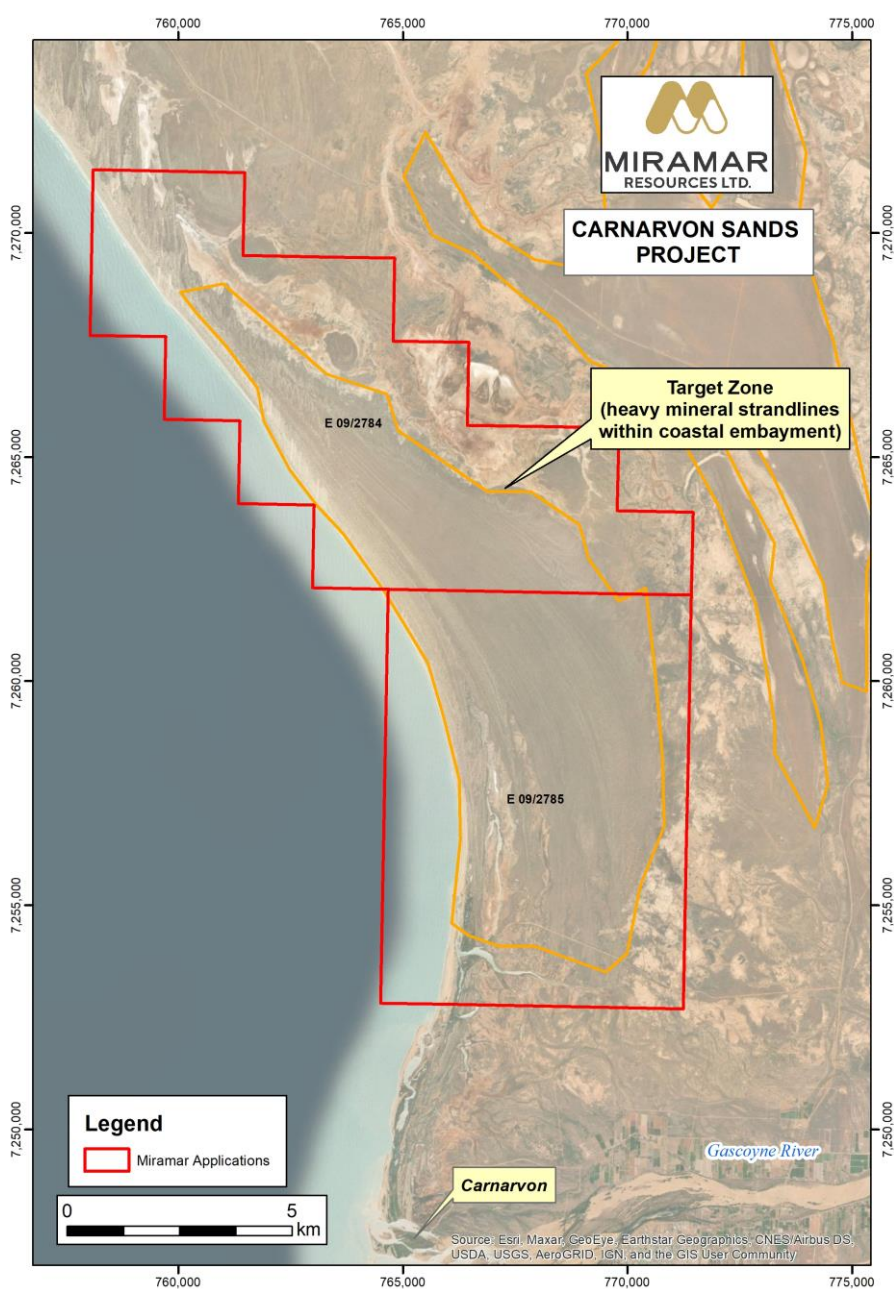 760,000
765,000
770,000
775,000
7,270,000
7,265,000
7,260,000
7,255,000
7,250,000
MIRAMAR
RESOURCES LTD.
CARNARVON SANDS
PROJECT
7,270,000
Target Zone
(heavy mineral strandlines
within coastal embayment)
E 09/2784
7,265,000
7,260,000
E 09/2785
7,255,000
7,250,000
Legend
Miramar Applications
Gascoyne River
Carnarvon
0
5
km
Source: Esri, Maxar, GeoEye, Earthstar Geographics, CNES/Airbus DS,
USDA, USGS, AeroGRID, IGN, and the GIS User Community
760,000
765,000
770,000
775,000